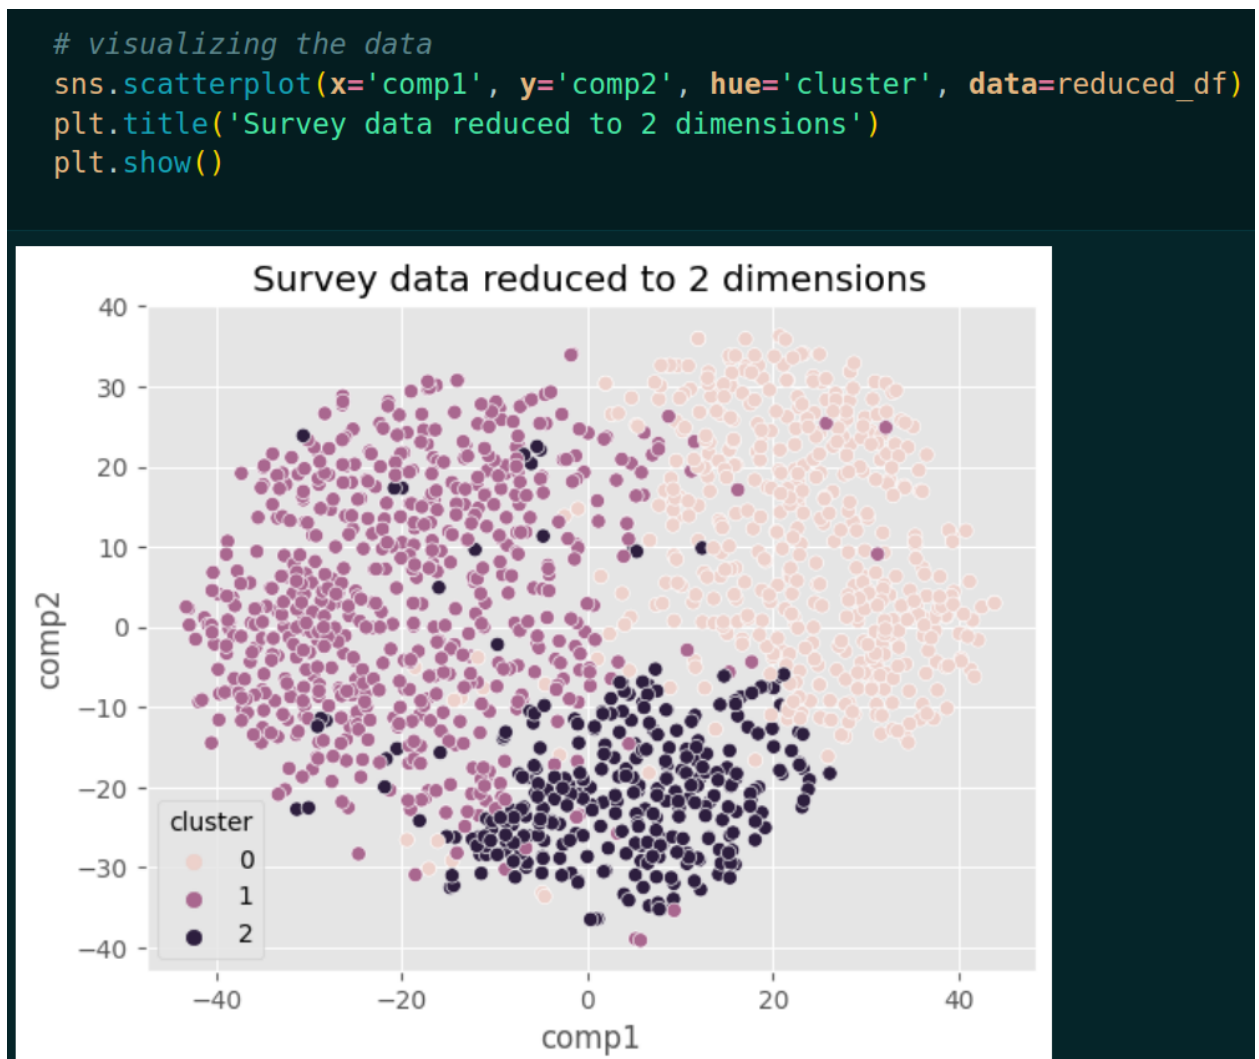 # visualizing the data
sns.scatterplot(x='comp1', y='comp2', hue='cluster', data=reduced_df)
plt.title('Survey data reduced to 2 dimensions')
plt.show()
Survey data reduced to 2 dimensions
40
30
20
10
0
−10
−20
−30
−40
comp2
cluster
0
1
2
−40
−20
0
20
40
comp1